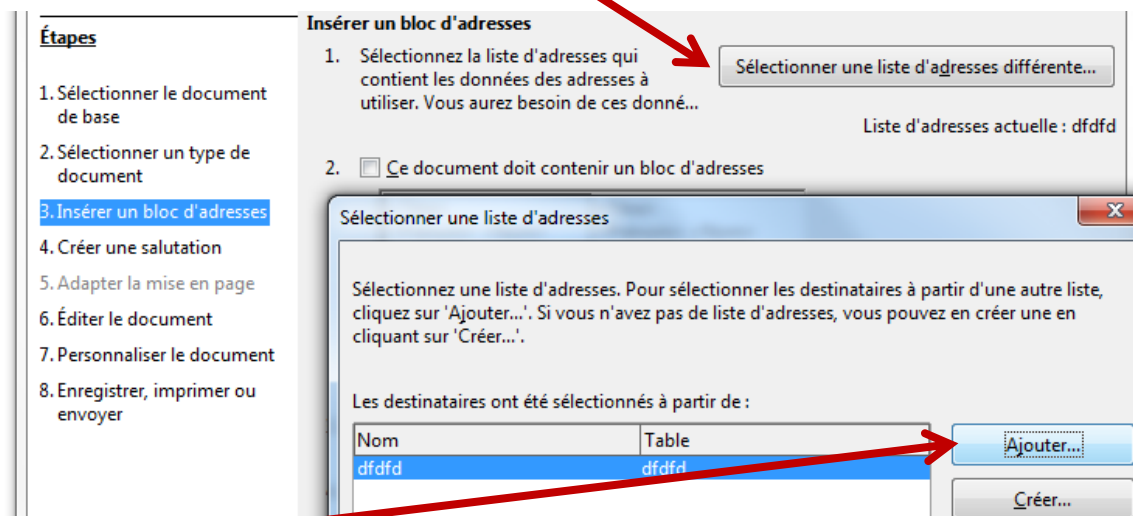 Étapes
1. Sélectionner le document
de base
2. Sélectionner un type de
document
3. Insérer un bloc d'adresses
4. Créer une salutation
5. Adapter la mise en page
6. Éditer le document
7. Personnaliser le document
8. Enregistrer, imprimer ou
envoyer
Insérer un bloc d'adresses
1. Sélectionnez la liste d'adresses qui
contient les données des adresses à
utiliser. Vous aurez besoin de ces donné...
Sélectionner une liste d'adresses différente...
Liste d'adresses actuelle : dfdfd
2. Ce document doit contenir un bloc d'adresses
Sélectionner une liste d'adresses
Sélectionnez une liste d'adresses. Pour sélectionner les destinataires à partir d'une autre liste,
cliquez sur 'Ajouter...'. Si vous n'avez pas de liste d'adresses, vous pouvez en créer une en
cliquant sur 'Créer...'.
Les destinataires ont été sélectionnés à partir de :
Nom Table
dfdfd dfdfd
Ajouter...
Créer...